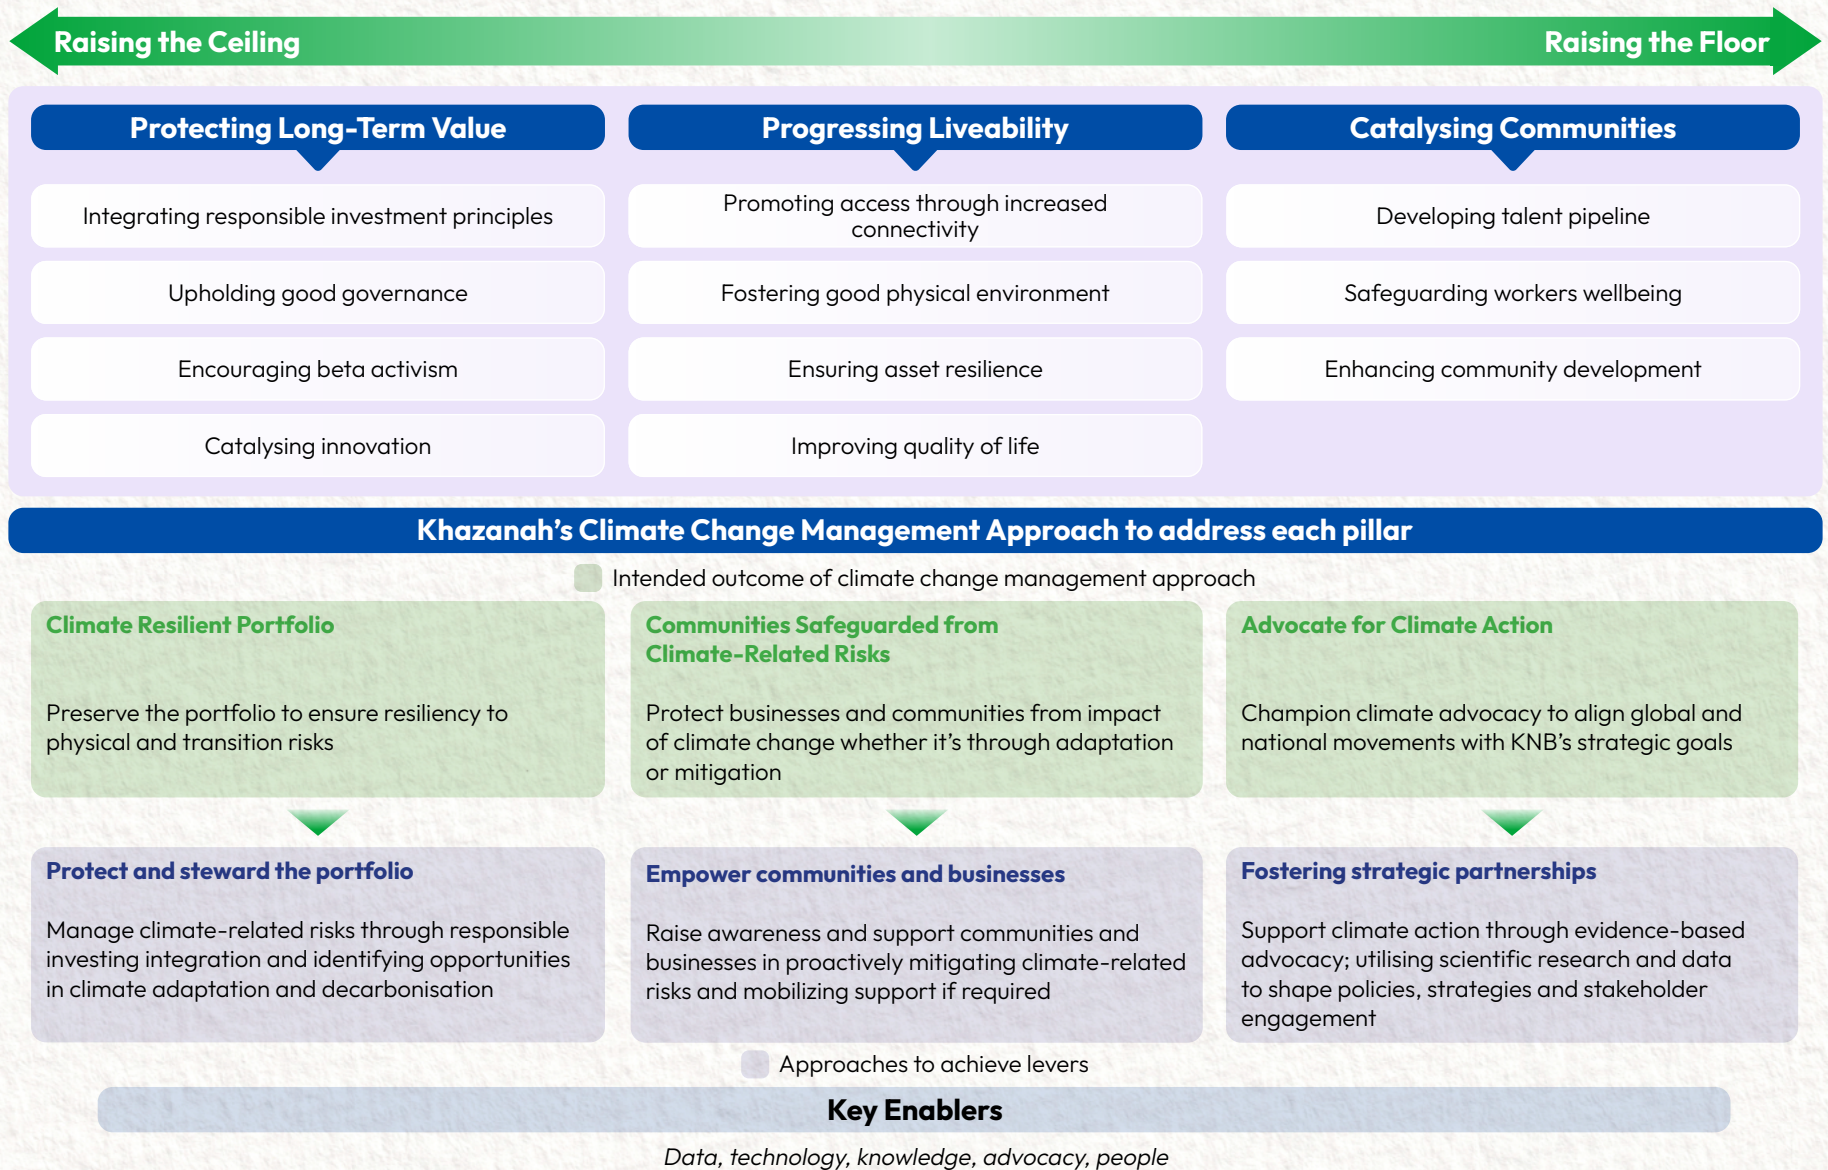 Raising the Ceiling
Raising the Floor
Protecting Long-Term Value
Integrating responsible investment principles
Upholding good governance
Encouraging beta activism
Catalysing innovation
Progressing Liveability
Promoting access through increased
connectivity
Fostering good physical environment
Ensuring asset resilience
Improving quality of life
Catalysing Communities
Developing talent pipeline
Safeguarding workers wellbeing
Enhancing community development
Khazanah’s Climate Change Management Approach to address each pillar
Intended outcome of climate change management approach
Climate Resilient Portfolio
Preserve the portfolio to ensure resiliency to
physical and transition risks
Communities Safeguarded from
Climate-Related Risks
Protect businesses and communities from impact
of climate change whether it’s through adaptation
or mitigation
Advocate for Climate Action
Champion climate advocacy to align global and
national movements with KNB’s strategic goals
Protect and steward the portfolio
Manage climate-related risks through responsible
investing integration and identifying opportunities
in climate adaptation and decarbonisation
Empower communities and businesses
Raise awareness and support communities and
businesses in proactively mitigating climate-related
risks and mobilizing support if required
Fostering strategic partnerships
Support climate action through evidence-based
advocacy; utilising scientific research and data
to shape policies, strategies and stakeholder
engagement
Approaches to achieve levers
Key Enablers
Data, technology, knowledge, advocacy, people